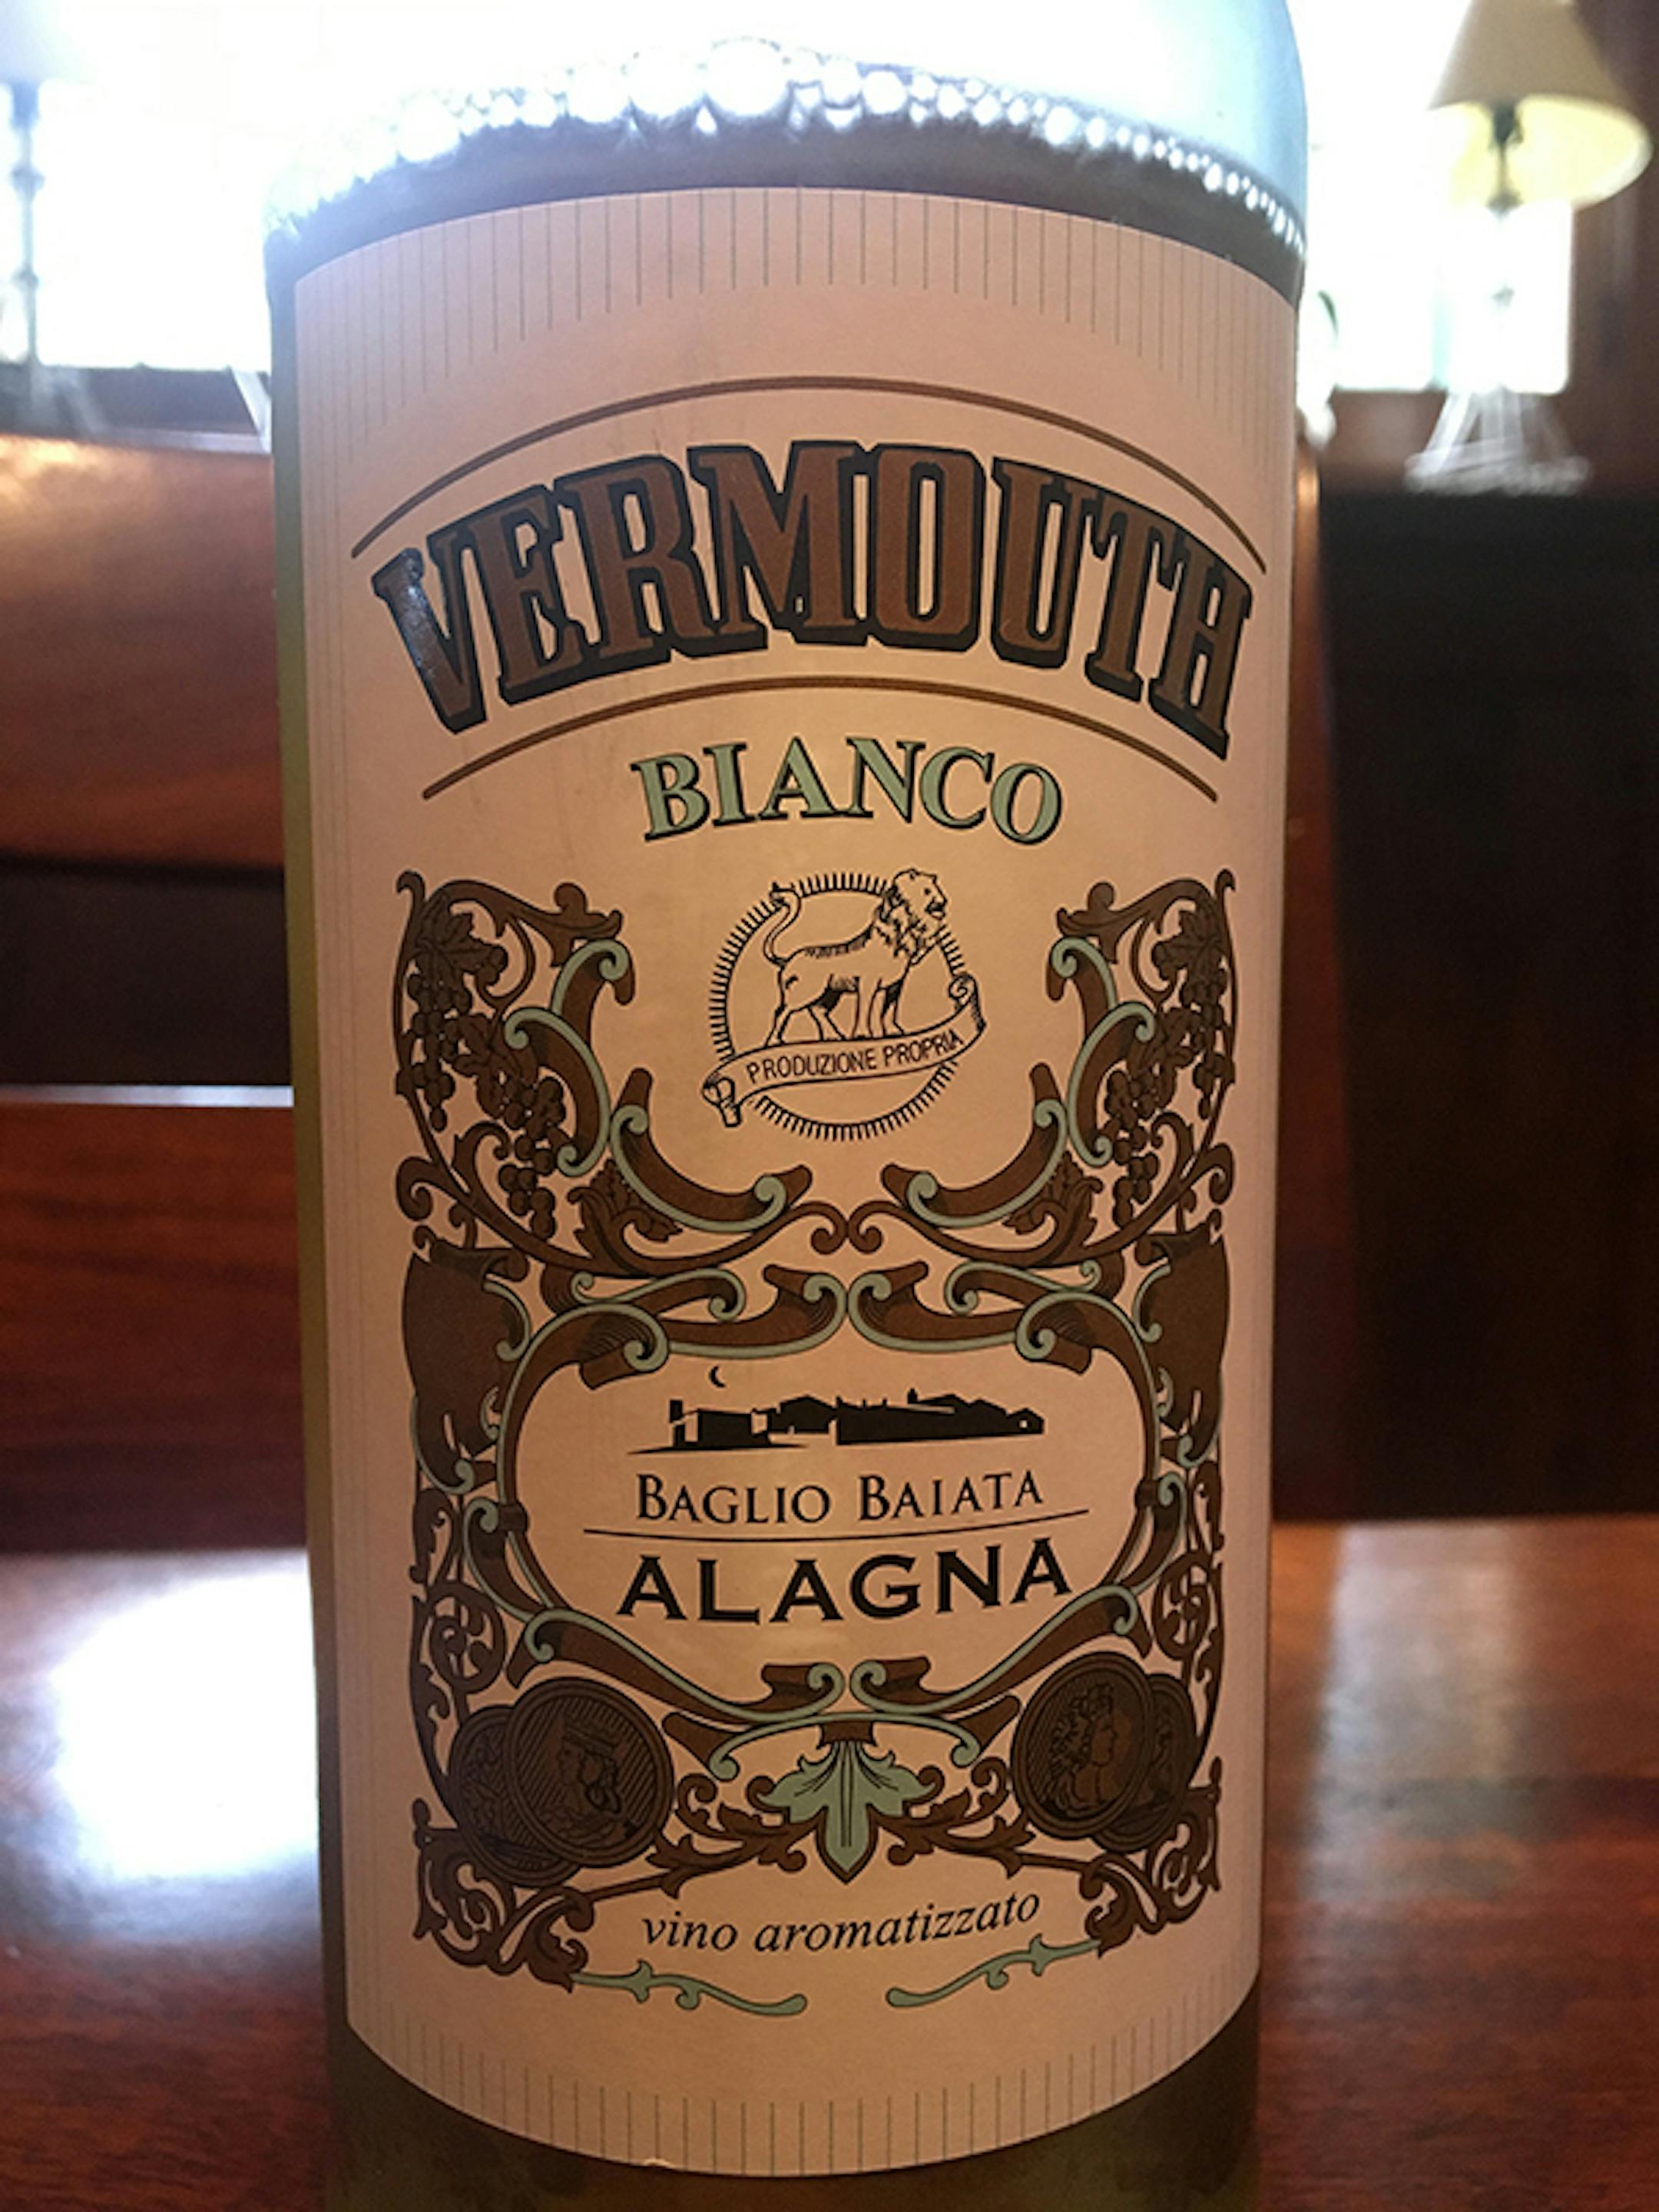 VERMOUTH
BIANCO
PRODUZIONE PROPRIA
BAGLIO BAIATA
ALAGNA
vino aromatizzato